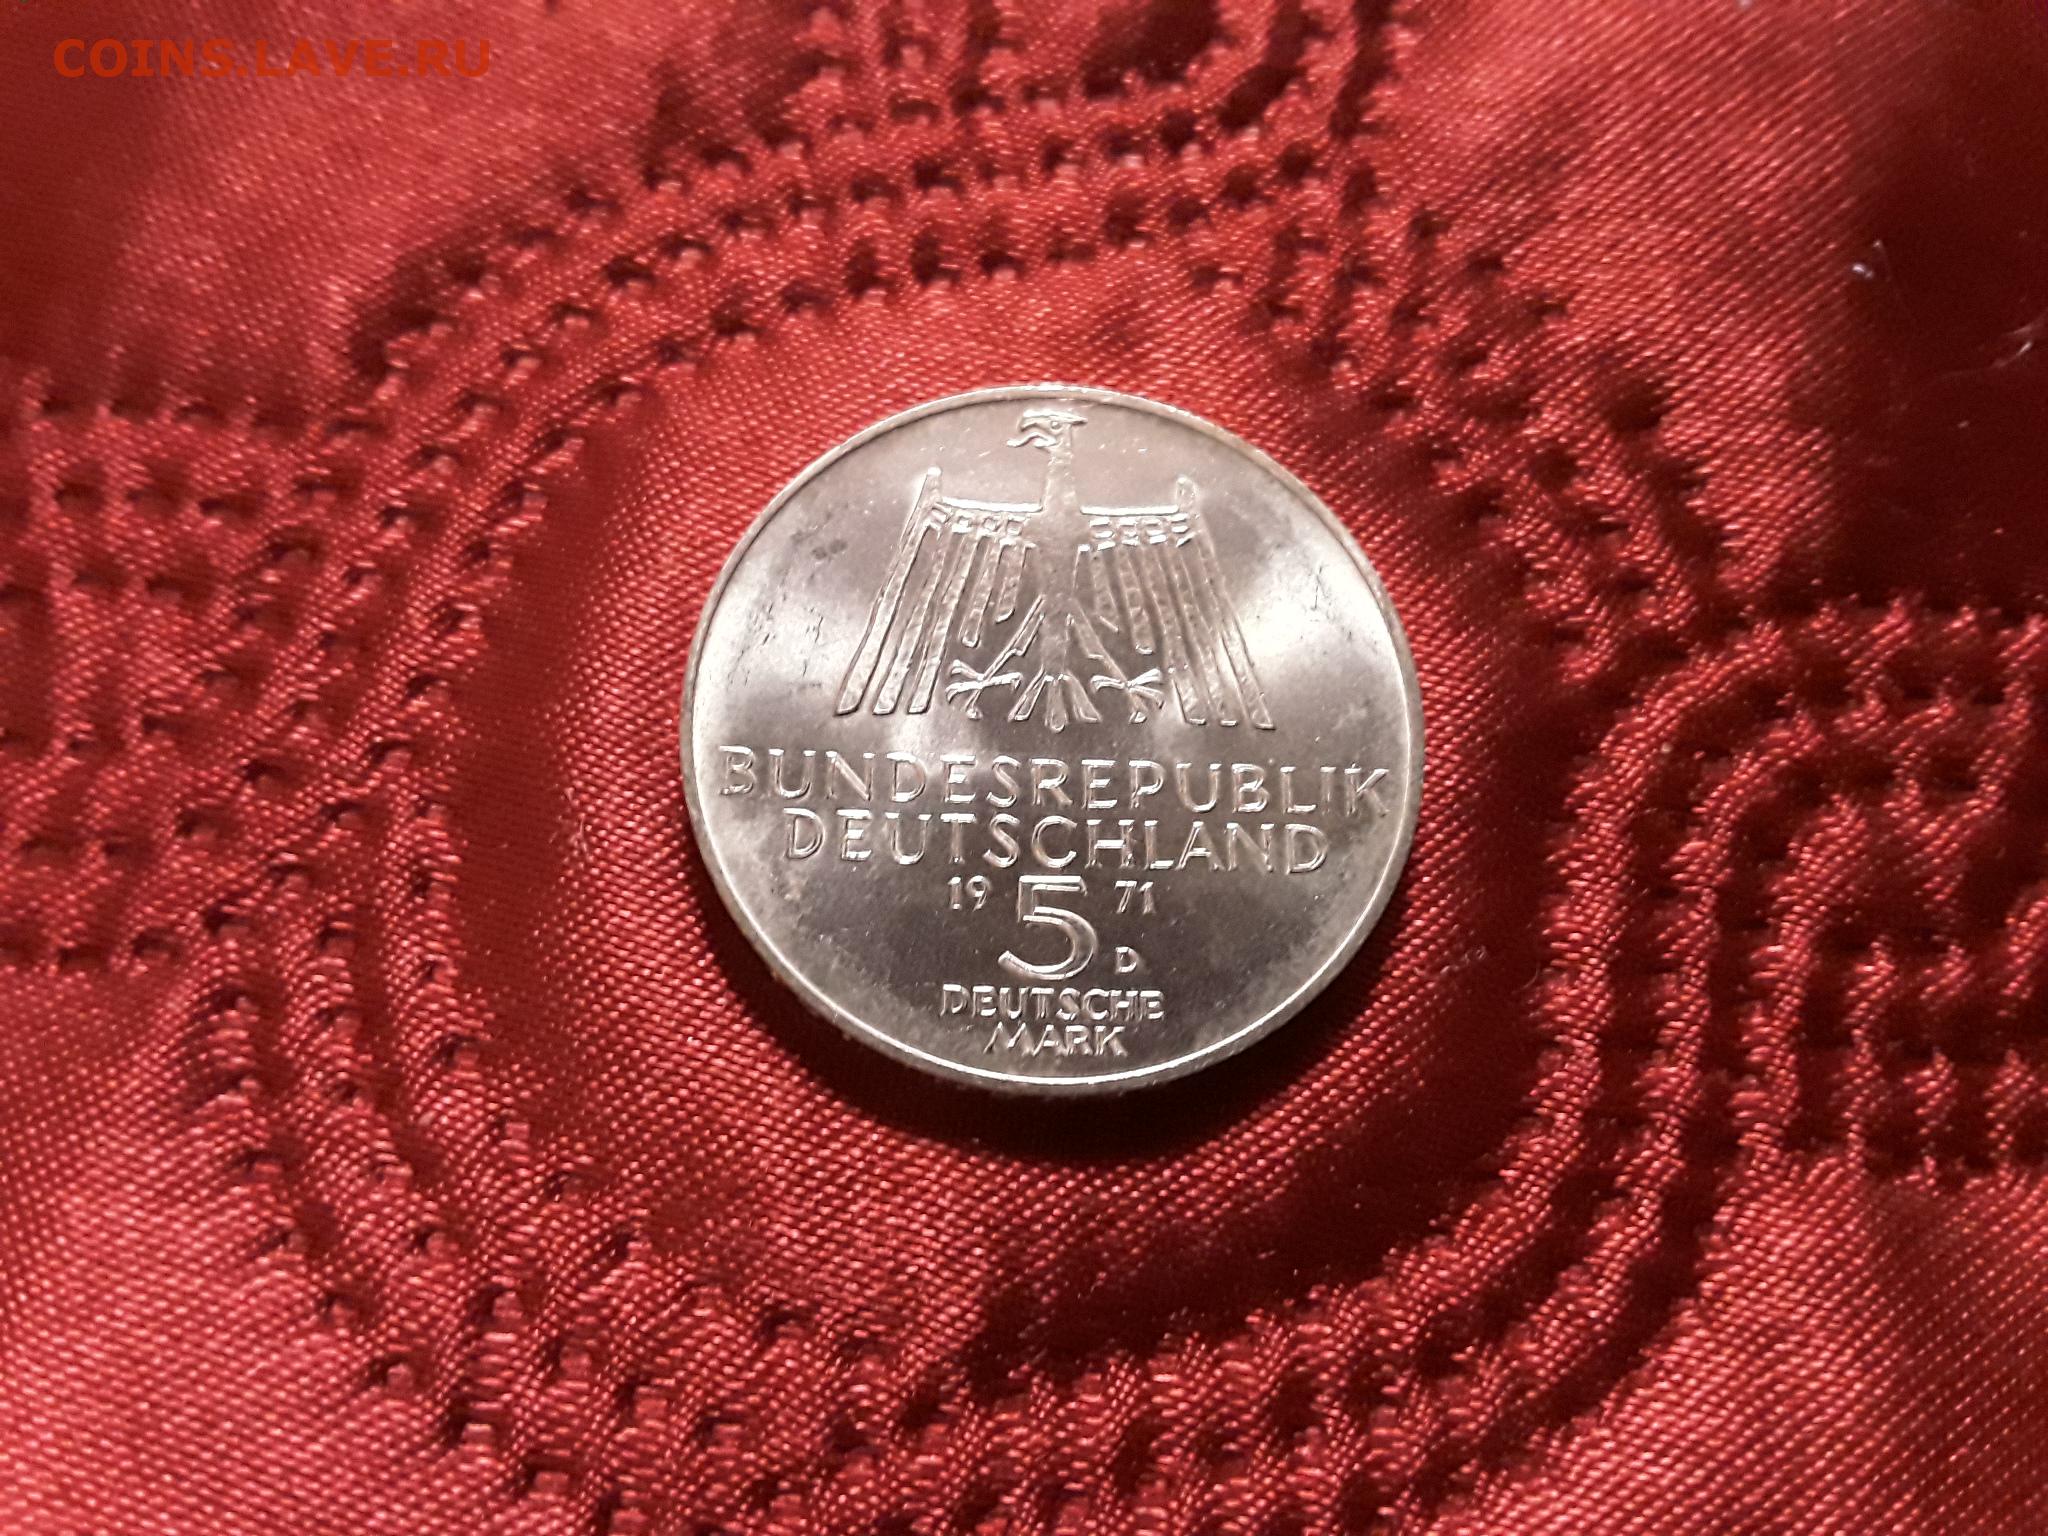 COINS.LAVE.RU
BUNDESREPUBLIK
DEUTSCHLAND
19 71
5 D
DEUTSCHE
MARK